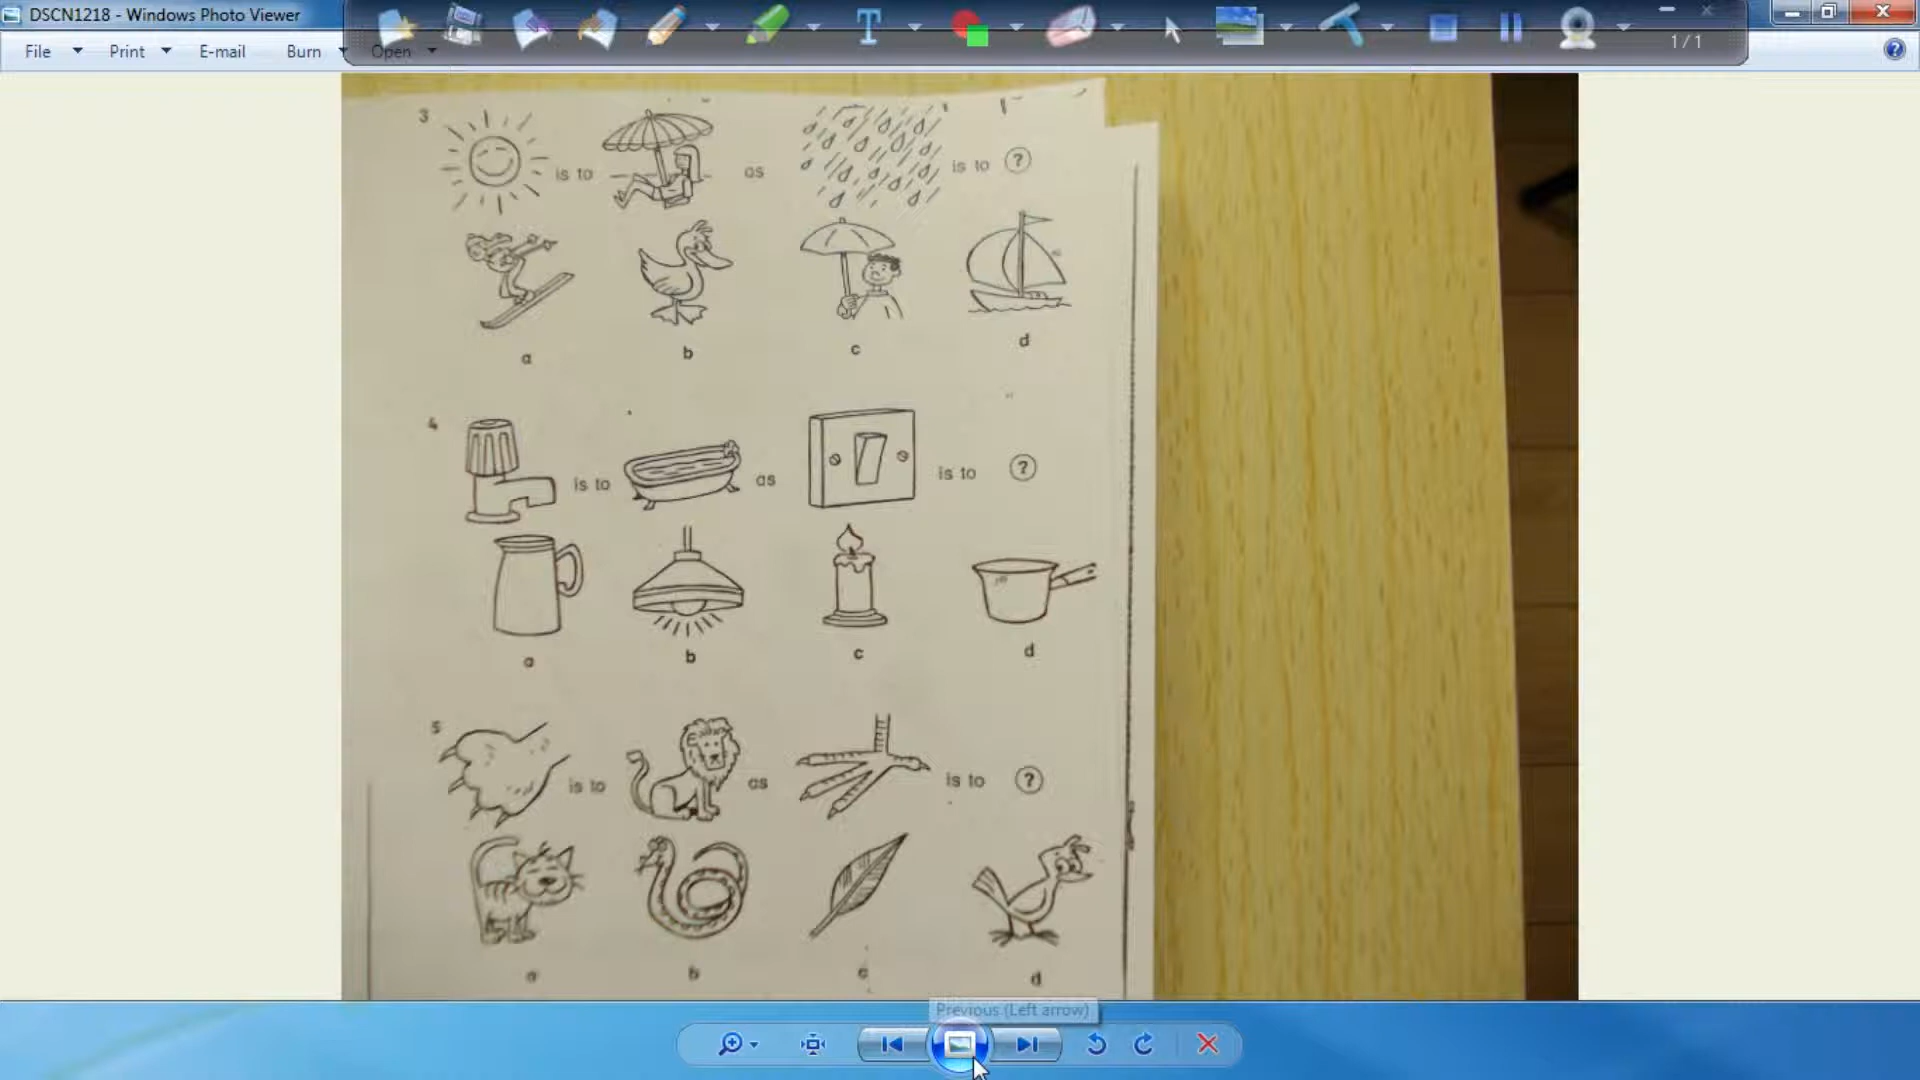 DSCN1218 - Windows Photo Viewer
File Print E-mail Burn Open
1/1
3
is to as is to ?
a b c d
4
is to as is to ?
a b c d
5
is to as is to ?
a b c d
Previous (Left arrow)